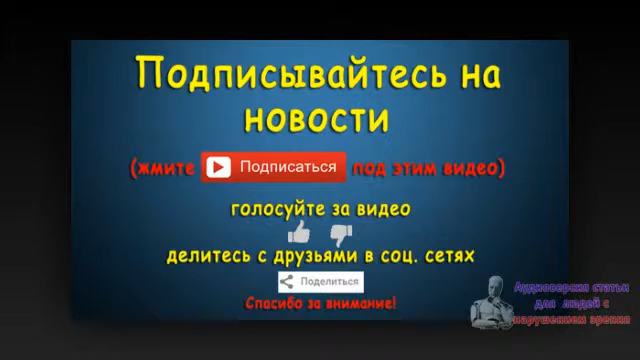 Подписывайтесь на
новости
(жмите Подписаться под этим видео)
голосуйте за видео
делитесь с друзьями в соц. сетях
Поделиться
Спасибо за внимание!
Аудиоверсия статьи
для людей с
нарушением зрения